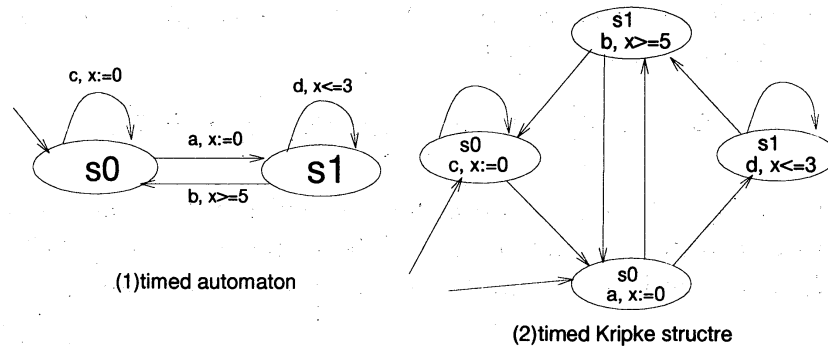 c, x:=0
d, x<=3
a, x:=0
s0
s1
b, x>=5
(1)timed automaton
s1
b, x>=5
s0
c, x:=0
s1
d, x<=3
s0
a, x:=0
(2)timed Kripke structre